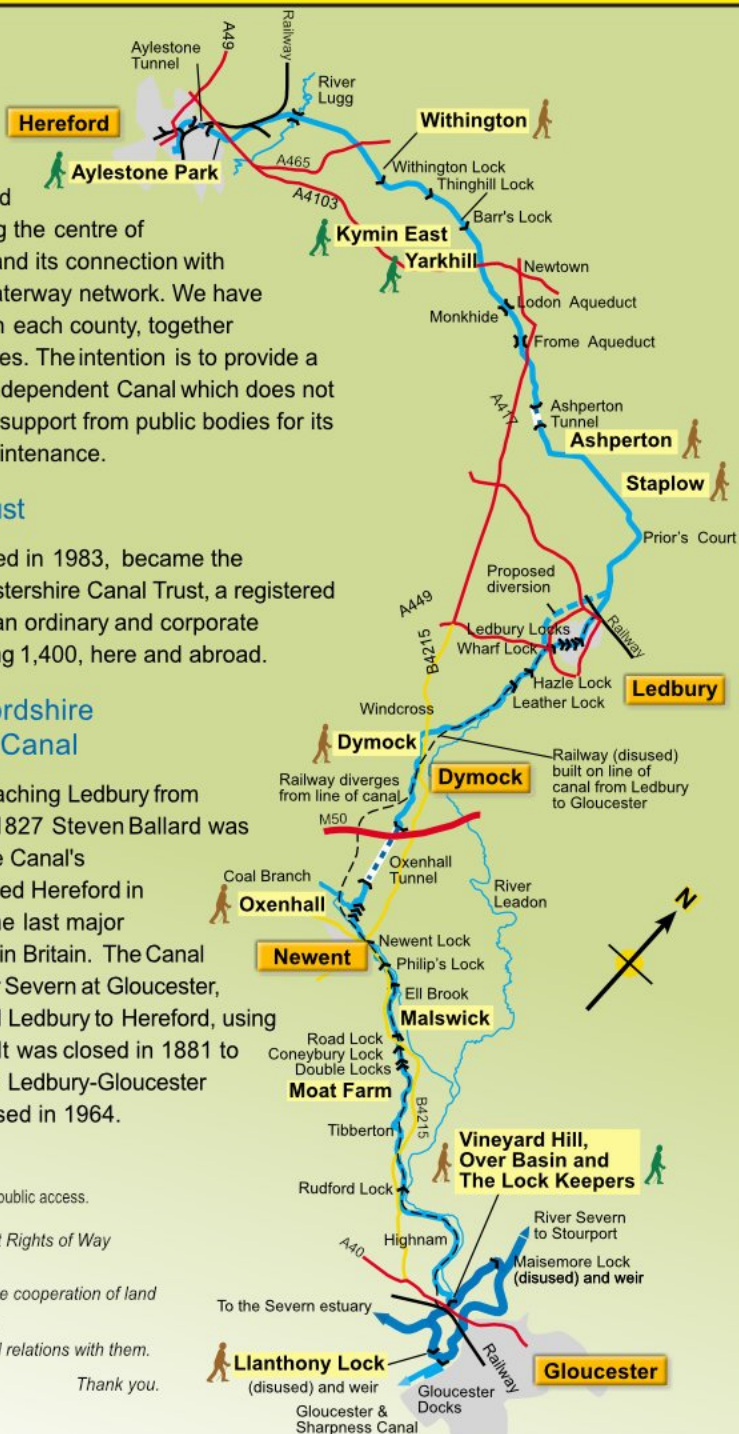 Aylestone
Tunnel
A49
Railway
River
Lugg
Hereford
Withington
Aylestone Park
A465
A4103
Withington Lock
Thinghill Lock
Barr's Lock
Kymin East
Yarkhill
Newtown
Lodon Aqueduct
Monkhide
Frome Aqueduct
A417
Ashperton
Tunnel
Ashperton
Staplow
Prior's Court
Proposed
diversion
A449
B4215
Ledbury Locks
Wharf Lock
Railway
Hazle Lock
Leather Lock
Ledbury
Windcross
Dymock
Dymock
Railway (disused)
built on line of
canal from Ledbury
to Gloucester
Railway diverges
from line of canal
M50
Oxenhall
Tunnel
Coal Branch
Oxenhall
River
Leadon
N
Newent
Newent Lock
Philip's Lock
Ell Brook
Malswick
Road Lock
Coneybury Lock
Double Locks
Moat Farm
B4215
Tibberton
Vineyard Hill,
Over Basin and
The Lock Keepers
Rudford Lock
Highnam
A40
River Severn
to Stourport
Maisemore Lock
(disused) and weir
To the Severn estuary
Llanthony Lock
(disused) and weir
Railway
Gloucester
Gloucester
Docks
Gloucester &
Sharpness Canal
d
g the centre of
and its connection with
aterway network. We have
n each county, together
es. The intention is to provide a
dependent Canal which does not
support from public bodies for its
intenance.
ust
ed in 1983, became the
stershire Canal Trust, a registered
an ordinary and corporate
ng 1,400, here and abroad.
ordshire
Canal
aching Ledbury from
1827 Steven Ballard was
e Canal's
ed Hereford in
ne last major
in Britain. The Canal
r Severn at Gloucester,
l Ledbury to Hereford, using
It was closed in 1881 to
Ledbury-Gloucester
sed in 1964.
public access.
t Rights of Way
e cooperation of land
l relations with them.
Thank you.